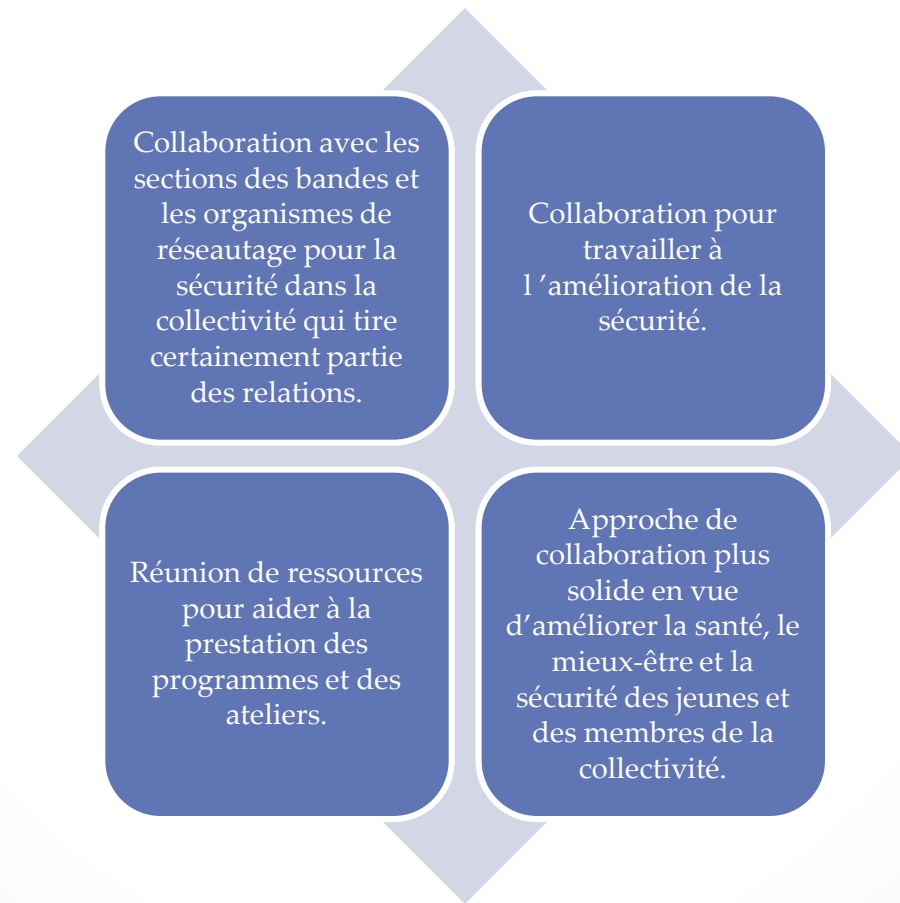 Collaboration avec les
sections des bandes et
les organismes de
réseautage pour la
sécurité dans la
collectivité qui tire
certainement partie
des relations.
Collaboration pour
travailler à
l ’amélioration de la
sécurité.
Réunion de ressources
pour aider à la
prestation des
programmes et des
ateliers.
Approche de
collaboration plus
solide en vue
d’améliorer la santé, le
mieux-être et la
sécurité des jeunes et
des membres de la
collectivité.